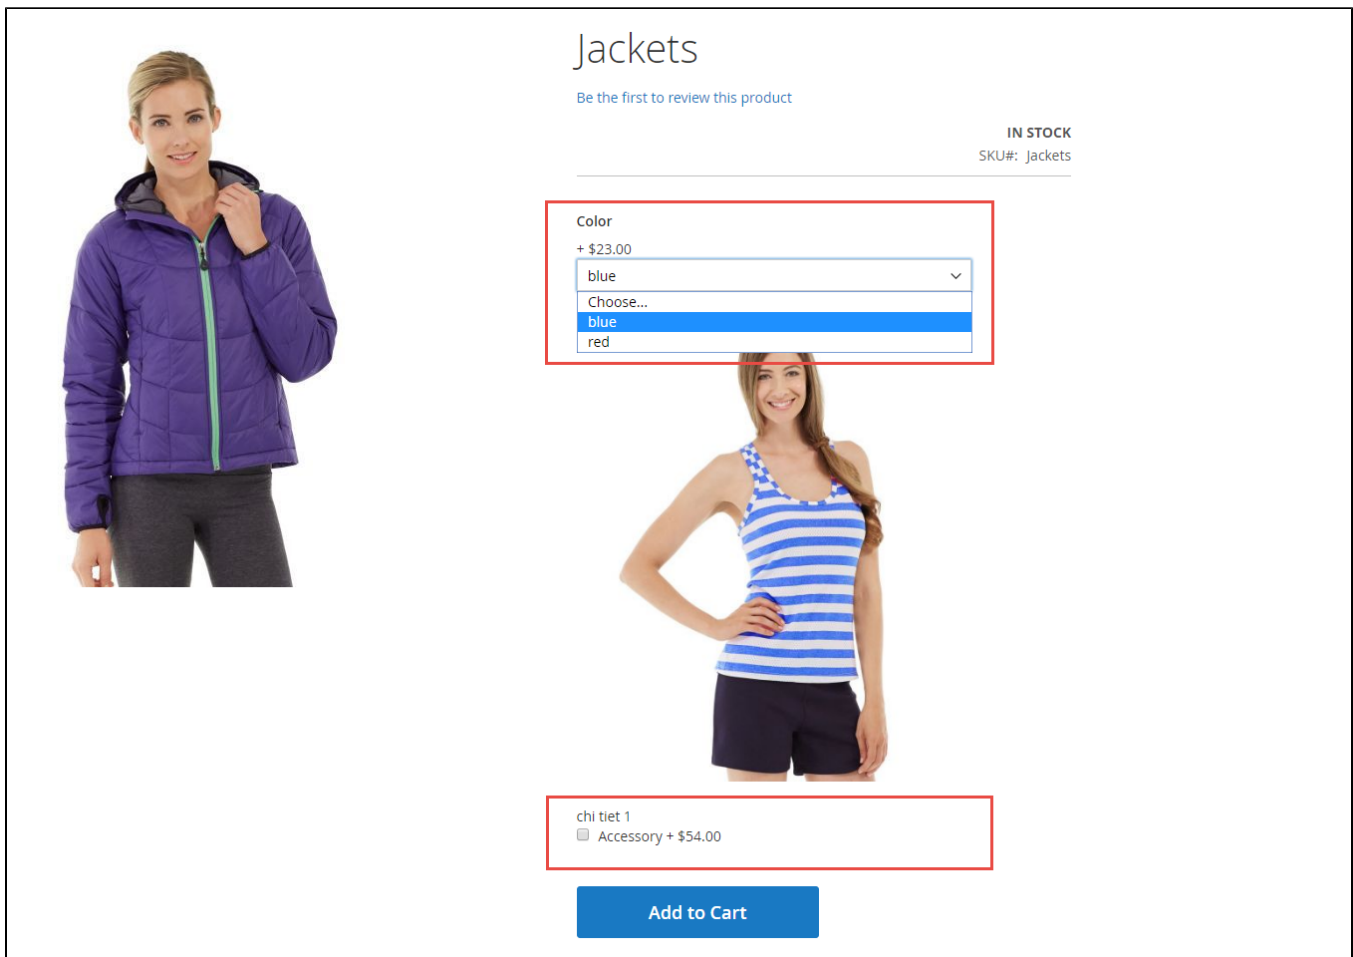 Jackets
Be the first to review this product
IN STOCK
SKU#: Jackets
Color
+ $23.00
blue
Choose...
blue
red
chi tiet 1
Accessory + $54.00
Add to Cart